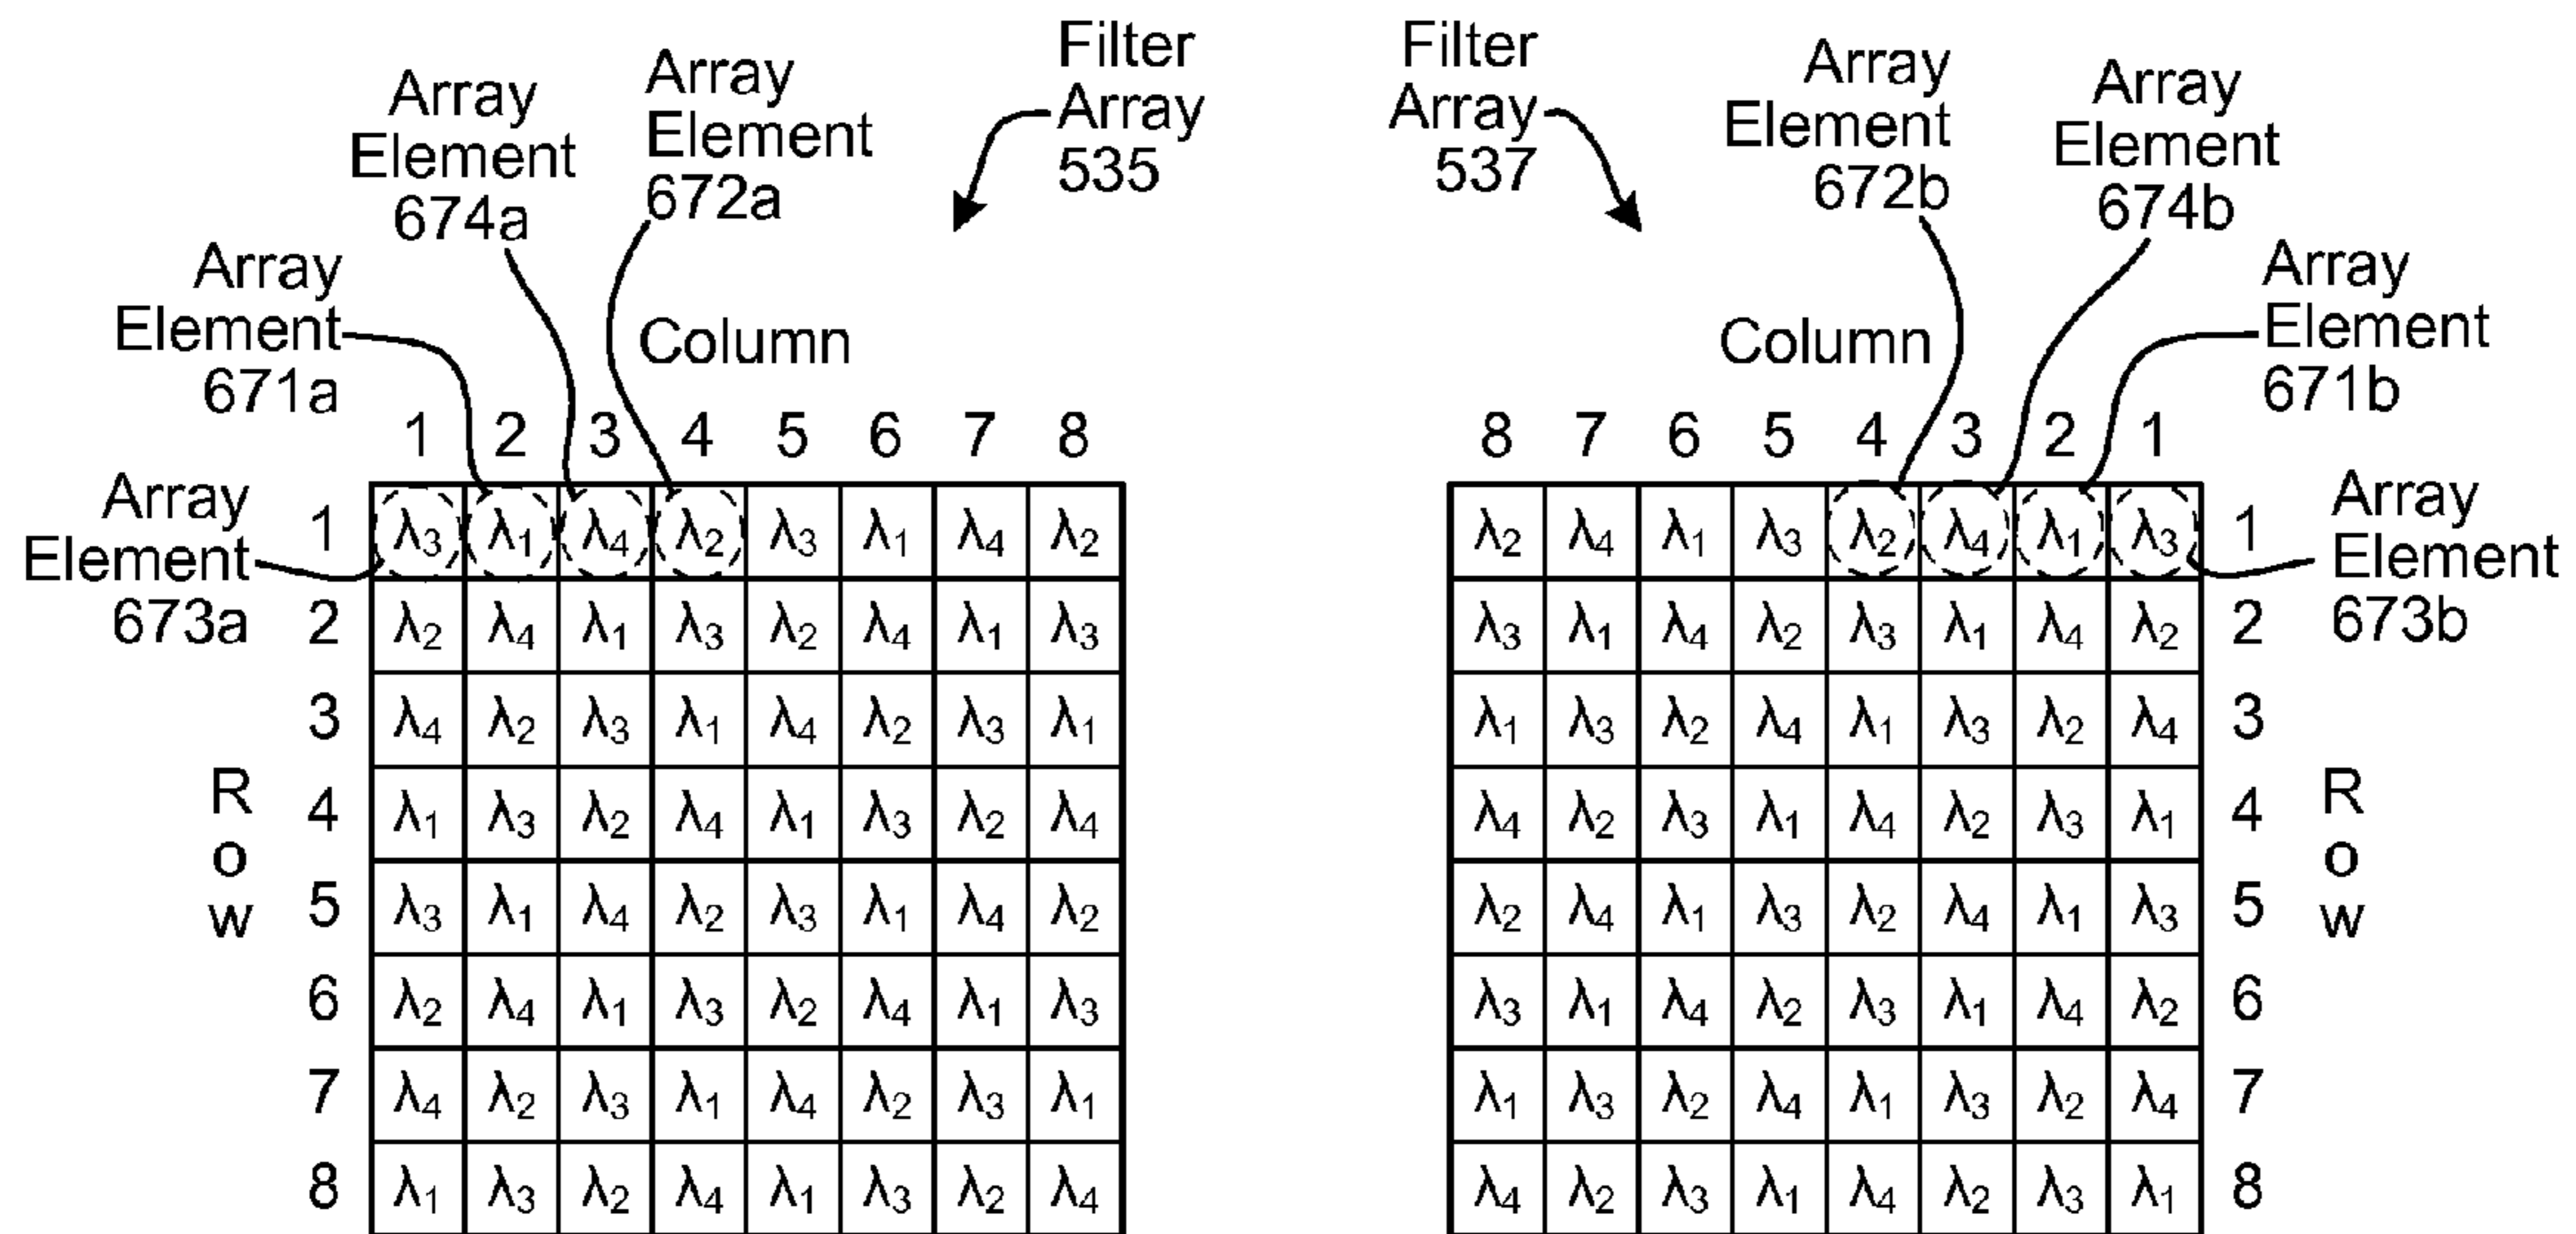 Array
Element
674a
Array
Element
672a
Filter
Array
535
Filter
Array
537
Array
Element
672b
Array
Element
674b
Array
Element
671a
Column
Column
Array
Element
671b
1 2 3 4 5 6 7 8
8 7 6 5 4 3 2 1
Array
Element
673a
Array
Element
673b
1 λ3 λ1 λ4 λ2 λ3 λ1 λ4 λ2
2 λ2 λ4 λ1 λ3 λ2 λ4 λ1 λ3
3 λ4 λ2 λ3 λ1 λ4 λ2 λ3 λ1
4 λ1 λ3 λ2 λ4 λ1 λ3 λ2 λ4
5 λ3 λ1 λ4 λ2 λ3 λ1 λ4 λ2
6 λ2 λ4 λ1 λ3 λ2 λ4 λ1 λ3
7 λ4 λ2 λ3 λ1 λ4 λ2 λ3 λ1
8 λ1 λ3 λ2 λ4 λ1 λ3 λ2 λ4
Row
λ2 λ4 λ1 λ3 λ2 λ4 λ1 λ3 1
λ3 λ1 λ4 λ2 λ3 λ1 λ4 λ2 2
λ1 λ3 λ2 λ4 λ1 λ3 λ2 λ4 3
λ4 λ2 λ3 λ1 λ4 λ2 λ3 λ1 4
λ2 λ4 λ1 λ3 λ2 λ4 λ1 λ3 5
λ3 λ1 λ4 λ2 λ3 λ1 λ4 λ2 6
λ1 λ3 λ2 λ4 λ1 λ3 λ2 λ4 7
λ4 λ2 λ3 λ1 λ4 λ2 λ3 λ1 8
Row